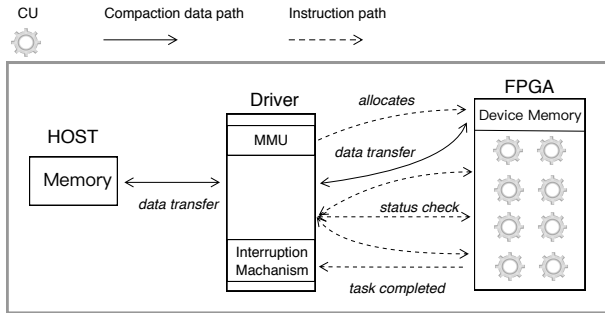 CU
Compaction data path
Instruction path
FPGA
Driver
allocates
Device Memory
HOST
MMU
data transfer
Memory
data transfer
status check
Interruption
Machanism
task completed